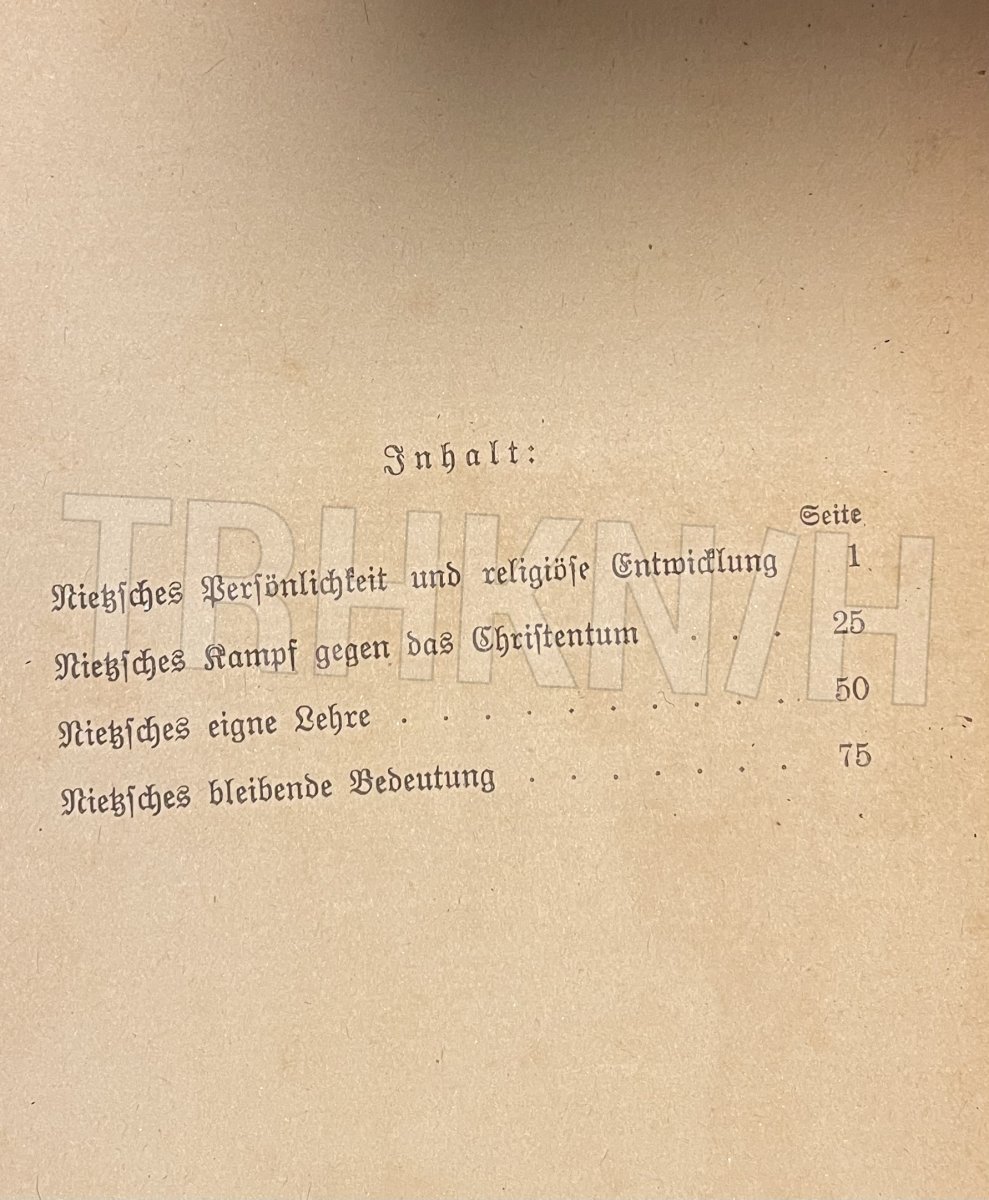 Inhalt:
Seite
Nietzsches Persönlichkeit und religiöse Entwicklung 1
Nietzsches Kampf gegen das Christentum . . . 25
Nietzsches eigne Lehre . . . . . . . . . . 50
Nietzsches bleibende Bedeutung . . . . . . . 75
TRHKN/H